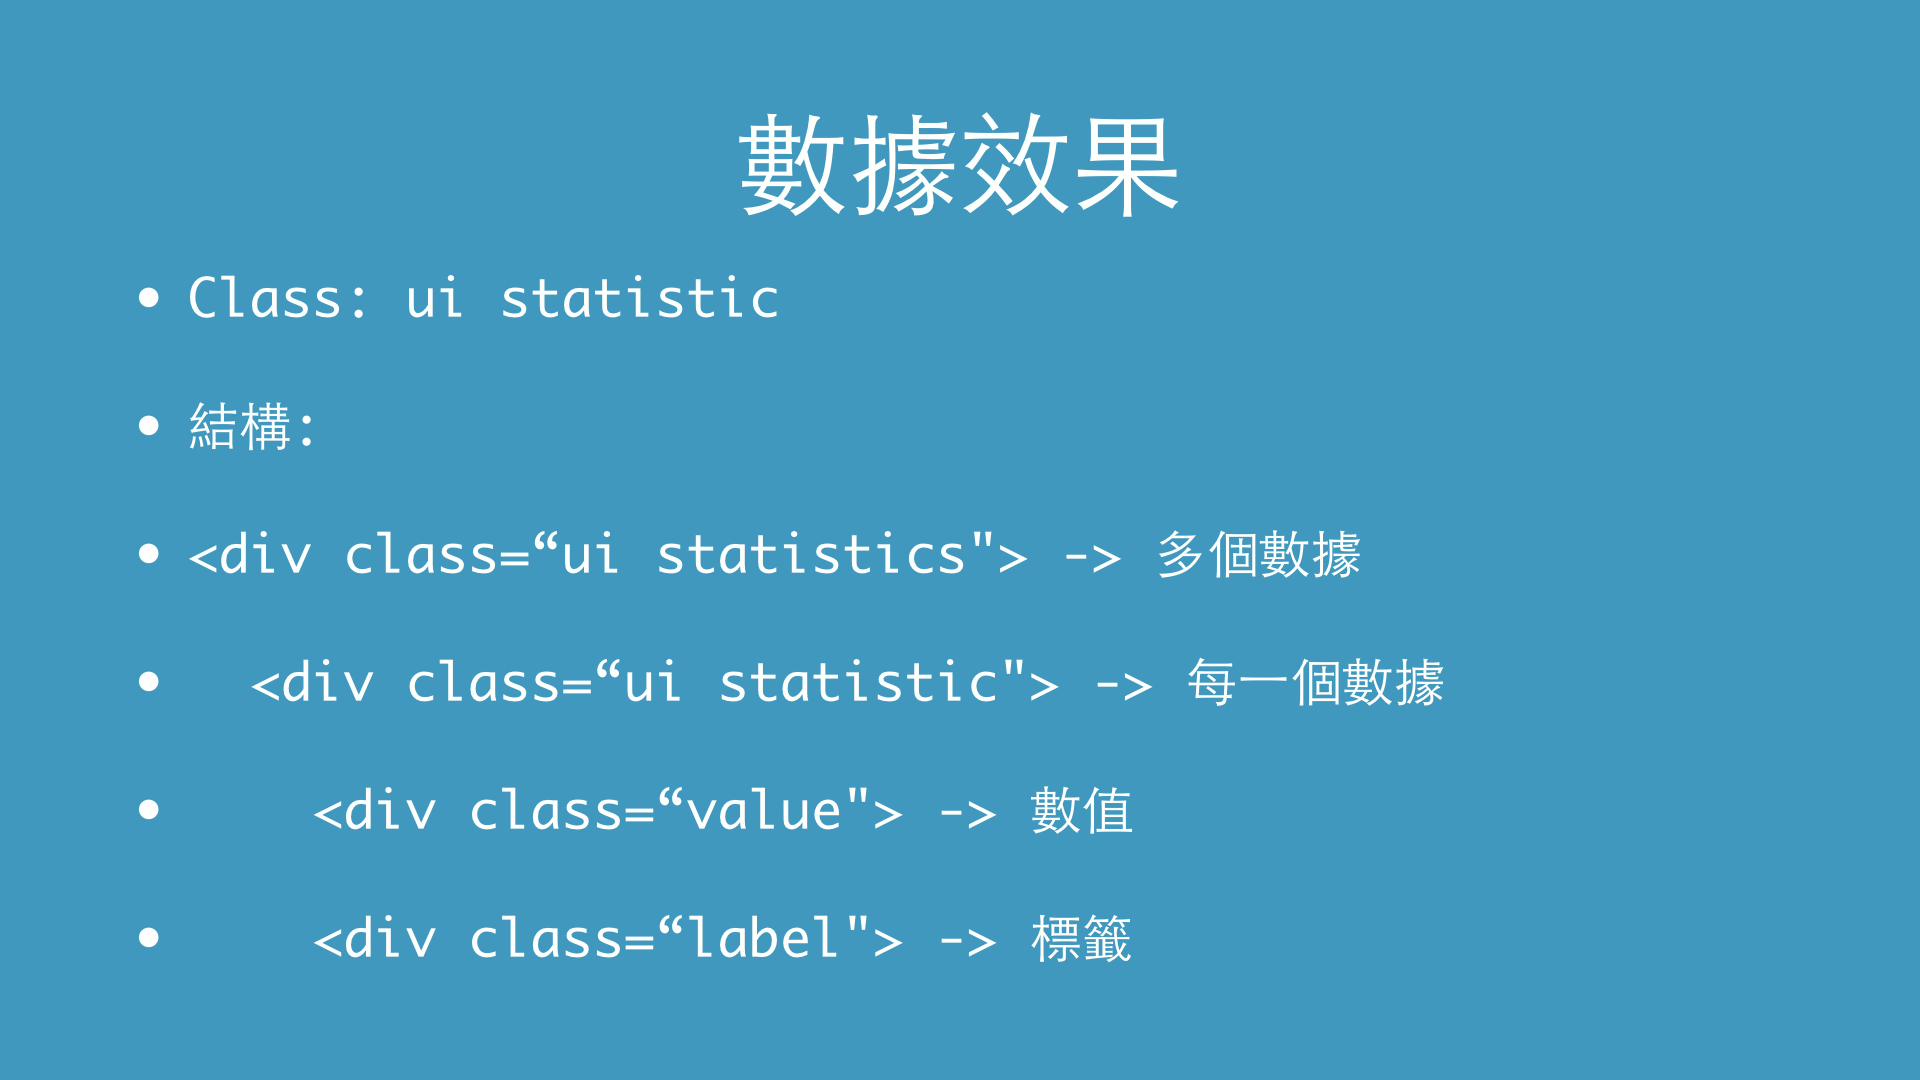 數據效果
• Class: ui statistic
• 結構:
• <div class=“ui statistics"> -> 多個數據
•   <div class=“ui statistic"> -> 每一個數據
•     <div class=“value"> -> 數值
•     <div class=“label"> -> 標籤